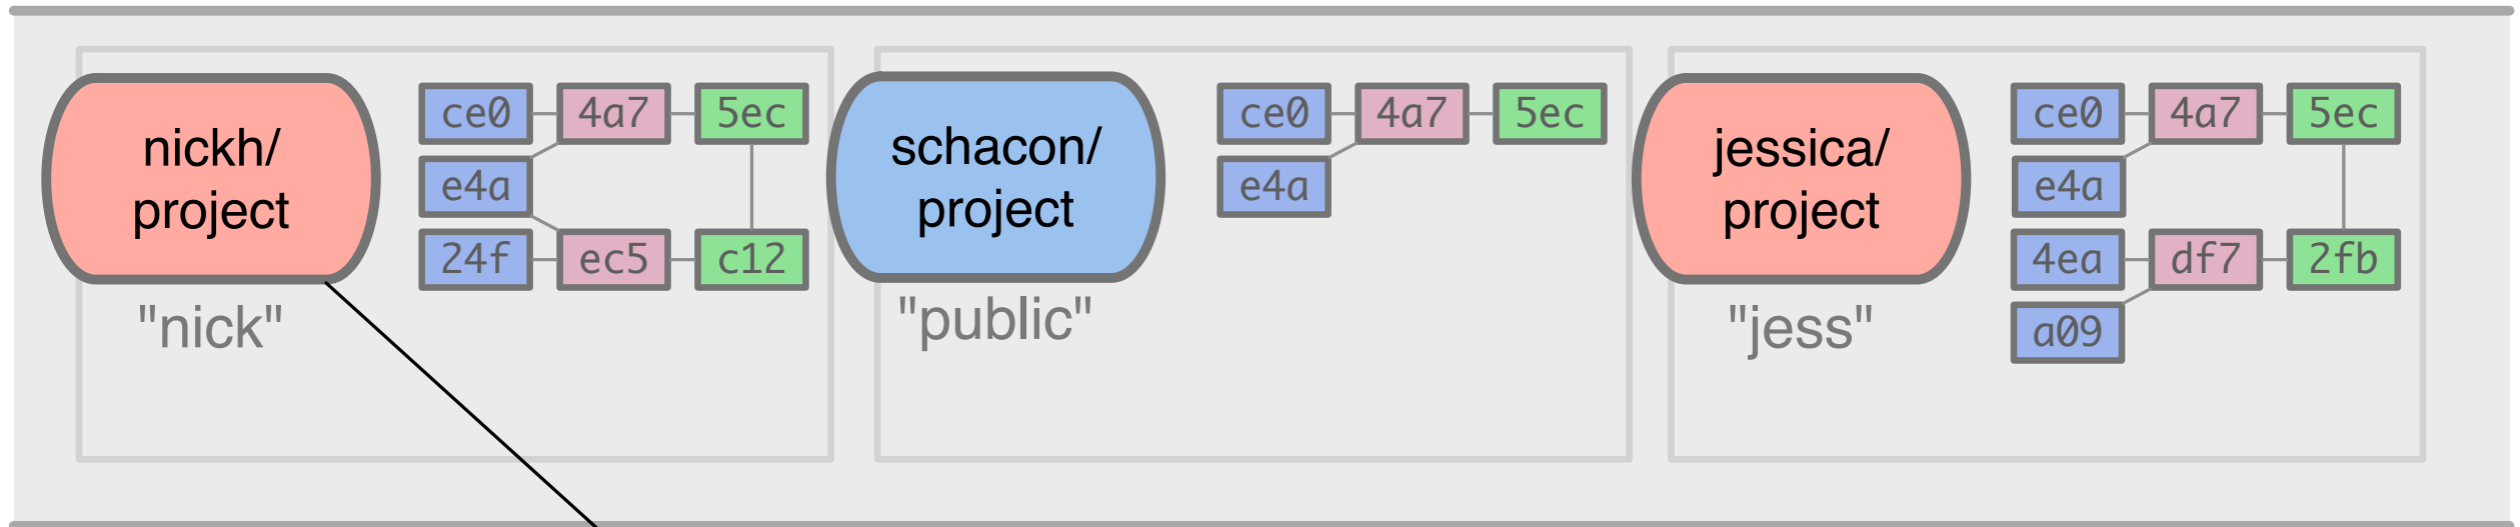 nickh/
project
"nick"
ce0 4a7 5ec
e4a
24f ec5 c12
schacon/
project
"public"
ce0 4a7 5ec
e4a
jessica/
project
"jess"
ce0 4a7 5ec
e4a
4ea df7 2fb
a09